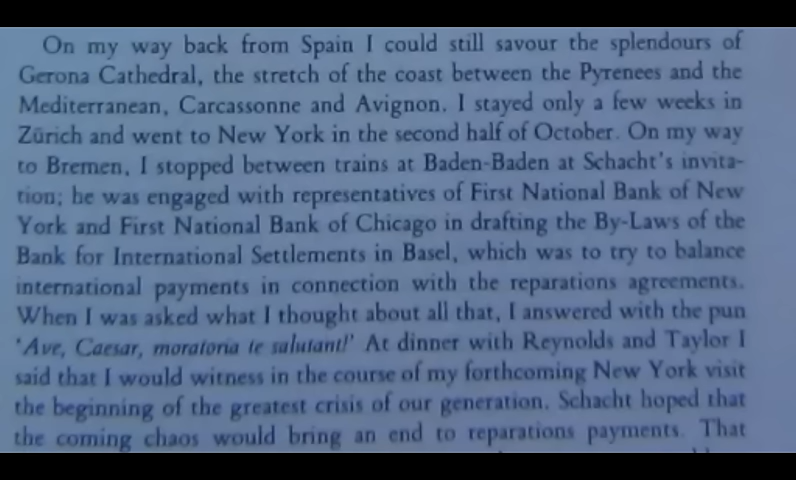 On my way back from Spain I could still savour the splendours of
Gerona Cathedral, the stretch of the coast between the Pyrenees and the
Mediterranean, Carcassonne and Avignon. I stayed only a few weeks in
Zürich and went to New York in the second half of October. On my way
to Bremen, I stopped between trains at Baden-Baden at Schacht's invita-
tion; he was engaged with representatives of First National Bank of New
York and First National Bank of Chicago in drafting the By-Laws of the
Bank for International Settlements in Basel, which was to try to balance
international payments in connection with the reparations agreements.
When I was asked what I thought about all that, I answered with the pun
'Ave, Caesar, moratoria te salutant!' At dinner with Reynolds and Taylor I
said that I would witness in the course of my forthcoming New York visit
the beginning of the greatest crisis of our generation. Schacht hoped that
the coming chaos would bring an end to reparations payments. That